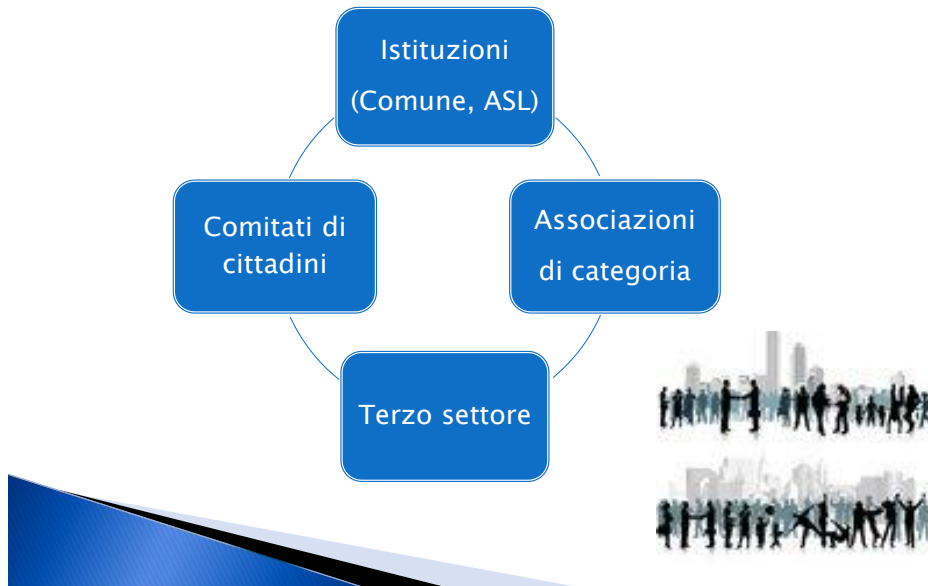 Istituzioni
(Comune, ASL)
Comitati di
cittadini
Associazioni
di categoria
Terzo settore